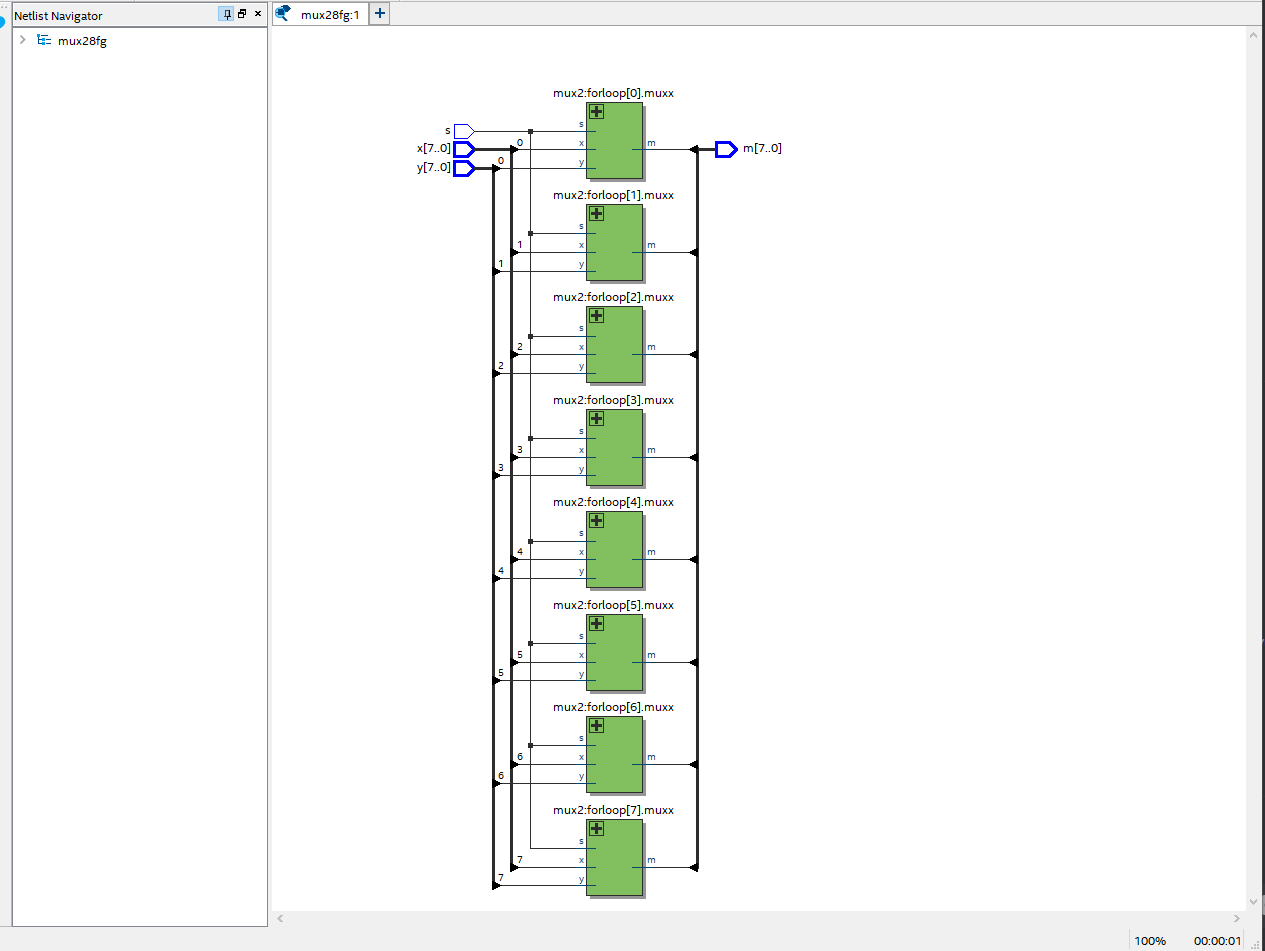 Netlist Navigator
mux28fg:1
mux28fg
mux2:forloop[0].muxx
s
s
x[7..0]
0
x
m
m[7..0]
y[7..0]
0
y
mux2:forloop[1].muxx
s
1
x
m
1
y
mux2:forloop[2].muxx
s
2
x
m
2
y
mux2:forloop[3].muxx
s
3
x
m
3
y
mux2:forloop[4].muxx
s
4
x
m
4
y
mux2:forloop[5].muxx
s
5
x
m
5
y
mux2:forloop[6].muxx
s
6
x
m
6
y
mux2:forloop[7].muxx
s
7
x
m
7
y
100% 00:00:01